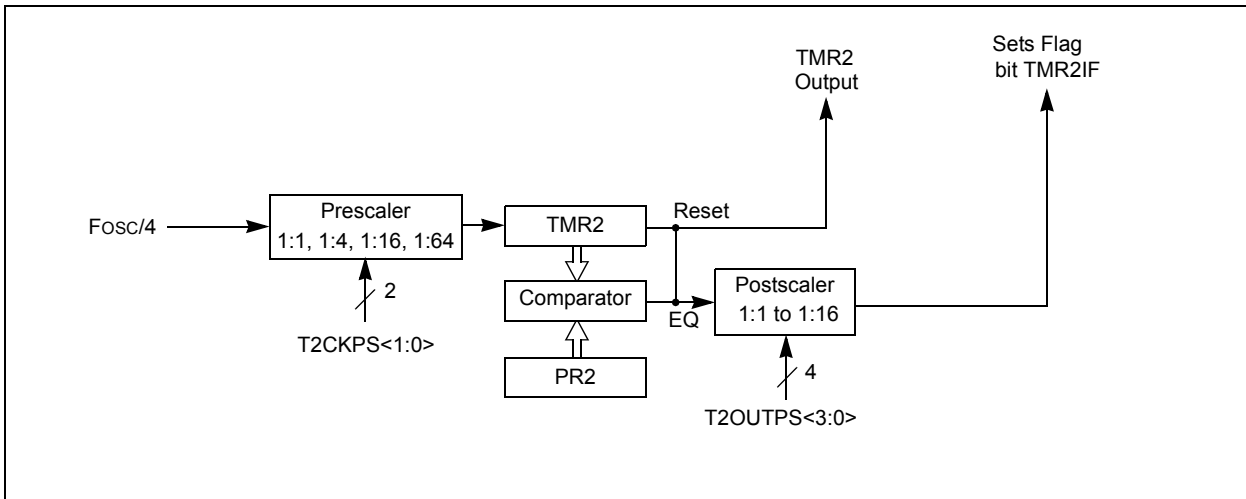 TMR2
Output
Sets Flag
bit TMR2IF
Fosc/4
Prescaler
1:1, 1:4, 1:16, 1:64
2
T2CKPS<1:0>
TMR2
Reset
Comparator
EQ
PR2
Postscaler
1:1 to 1:16
4
T2OUTPS<3:0>